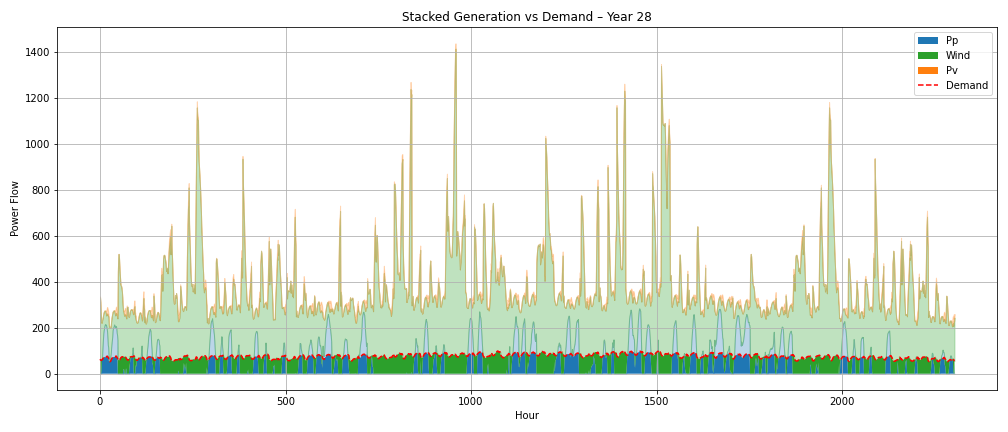 Stacked Generation vs Demand – Year 28
Pp
Wind
Pv
Demand
Power Flow
1400
1200
1000
800
600
400
200
0
0 500 1000 1500 2000
Hour